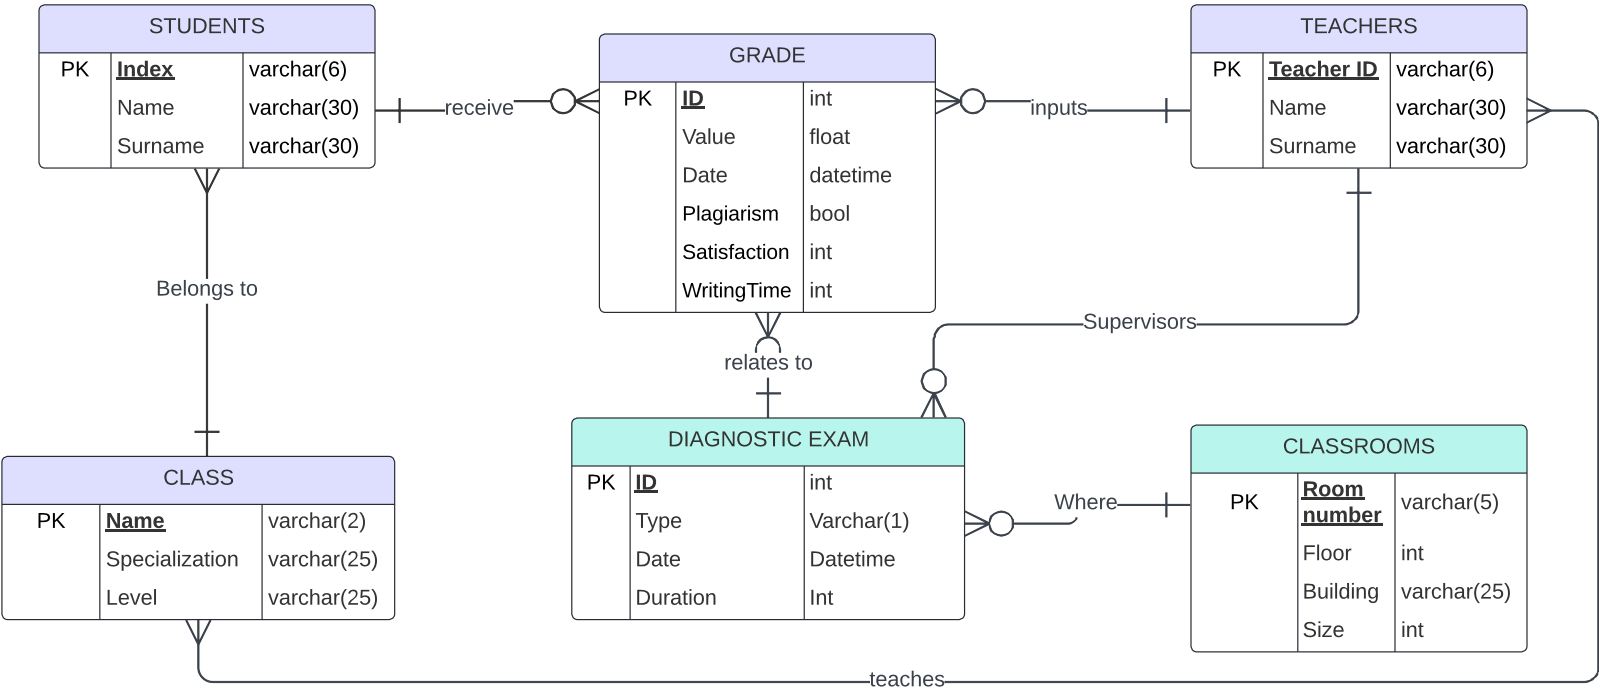 STUDENTS
PK Index varchar(6)
Name varchar(30)
Surname varchar(30)
receive
GRADE
PK ID int
Value float
Date datetime
Plagiarism bool
Satisfaction int
WritingTime int
inputs
TEACHERS
PK Teacher ID varchar(6)
Name varchar(30)
Surname varchar(30)
Belongs to
relates to
Supervisors
CLASS
PK Name varchar(2)
Specialization varchar(25)
Level varchar(25)
DIAGNOSTIC EXAM
PK ID int
Type Varchar(1)
Date Datetime
Duration Int
Where
CLASSROOMS
PK Room number varchar(5)
Floor int
Building varchar(25)
Size int
teaches